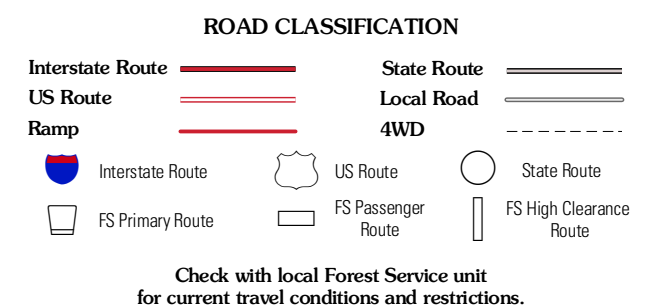 ROAD CLASSIFICATION
Interstate Route
State Route
US Route
Local Road
Ramp
4WD
Interstate Route
US Route
State Route
FS Primary Route
FS Passenger
Route
FS High Clearance
Route
Check with local Forest Service unit
for current travel conditions and restrictions.